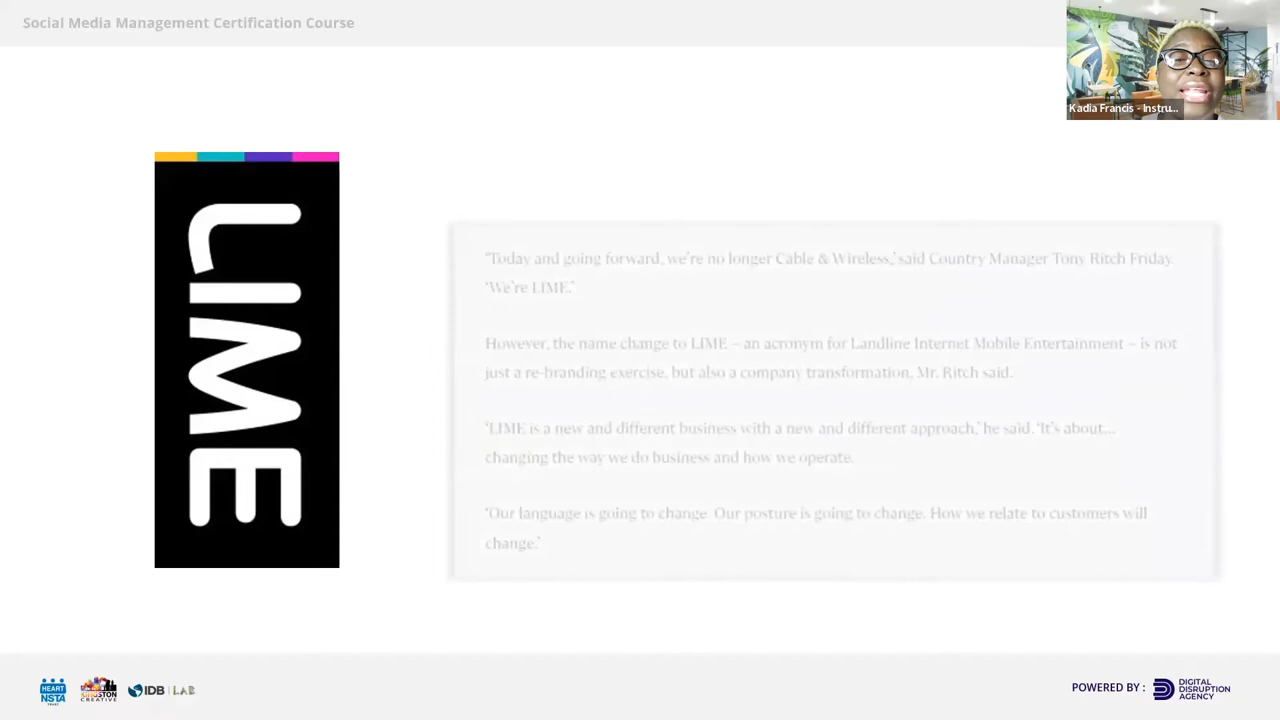 Social Media Management Certification Course
Kadia Francis - Instru...
LIME
‘Today and going forward, we’re no longer Cable & Wireless,’ said Country Manager Tony Ritch Friday.
‘We’re LIME.’
However, the name change to LIME – an acronym for Landline Internet Mobile Entertainment – is not
just a re-branding exercise, but also a company transformation, Mr. Ritch said.
‘LIME is a new and different business with a new and different approach,’ he said. ‘It’s about…
changing the way we do business and how we operate.
‘Our language is going to change. Our posture is going to change. How we relate to customers will
change.’
HEART
NSTA
TRUST
KINGSTON
CREATIVE
IDB | LAB
POWERED BY :
DIGITAL
DISRUPTION
AGENCY